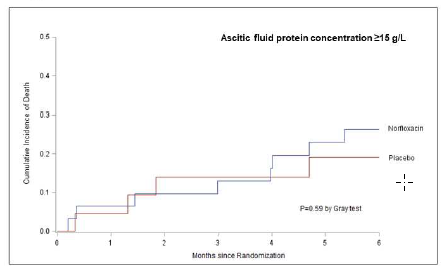 Ascitic fluid protein concentration ≥15 g/L
Cumulative Incidence of Death
0.5
0.4
0.3
0.2
0.1
0.0
Norfloxacin
Placebo
P=0.59 by Gray test
0 1 2 3 4 5 6
Months since Randomization